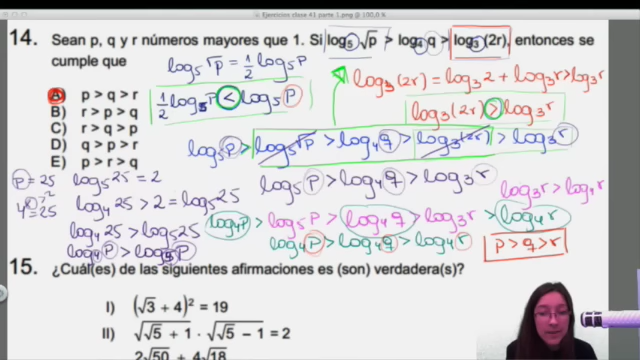 Ejercicios clase 41 parte 1.png @ 100,0 %
14. Sean p, q y r números mayores que 1. Si log₅ √p > log₄ q > log₃ (2r), entonces se
cumple que
log₅ √p = 1/2 log₅ p
log₃ (2r) = log₃ 2 + log₃ r > log₃ r
A) p > q > r
B) r > p > q
C) r > q > p
D) q > p > r
E) p > r > q
1/2 log₅ p < log₅ p
log₃ (2r) > log₃ r
log₅ p > log₅ √p > log₄ q > log₃ (2r) > log₃ r
p = 25
log₅ 25 = 2
log₅ p > log₄ q > log₃ r
log₃ r > log₄ r
4 = 25
log₄ 25 > 2 = log₅ 25
log₄ 25 > log₅ 25
log₄ p > log₅ p > log₄ q > log₃ r > log₄ r
log₄ p > log₅ p
log₄ p > log₄ q > log₄ r
p > q > r
15. ¿Cuál(es) de las siguientes afirmaciones es (son) verdadera(s)?
I) (√3 + 4)² = 19
II) √(√5 + 1) · √(√5 − 1) = 2
2√50 + 4√18